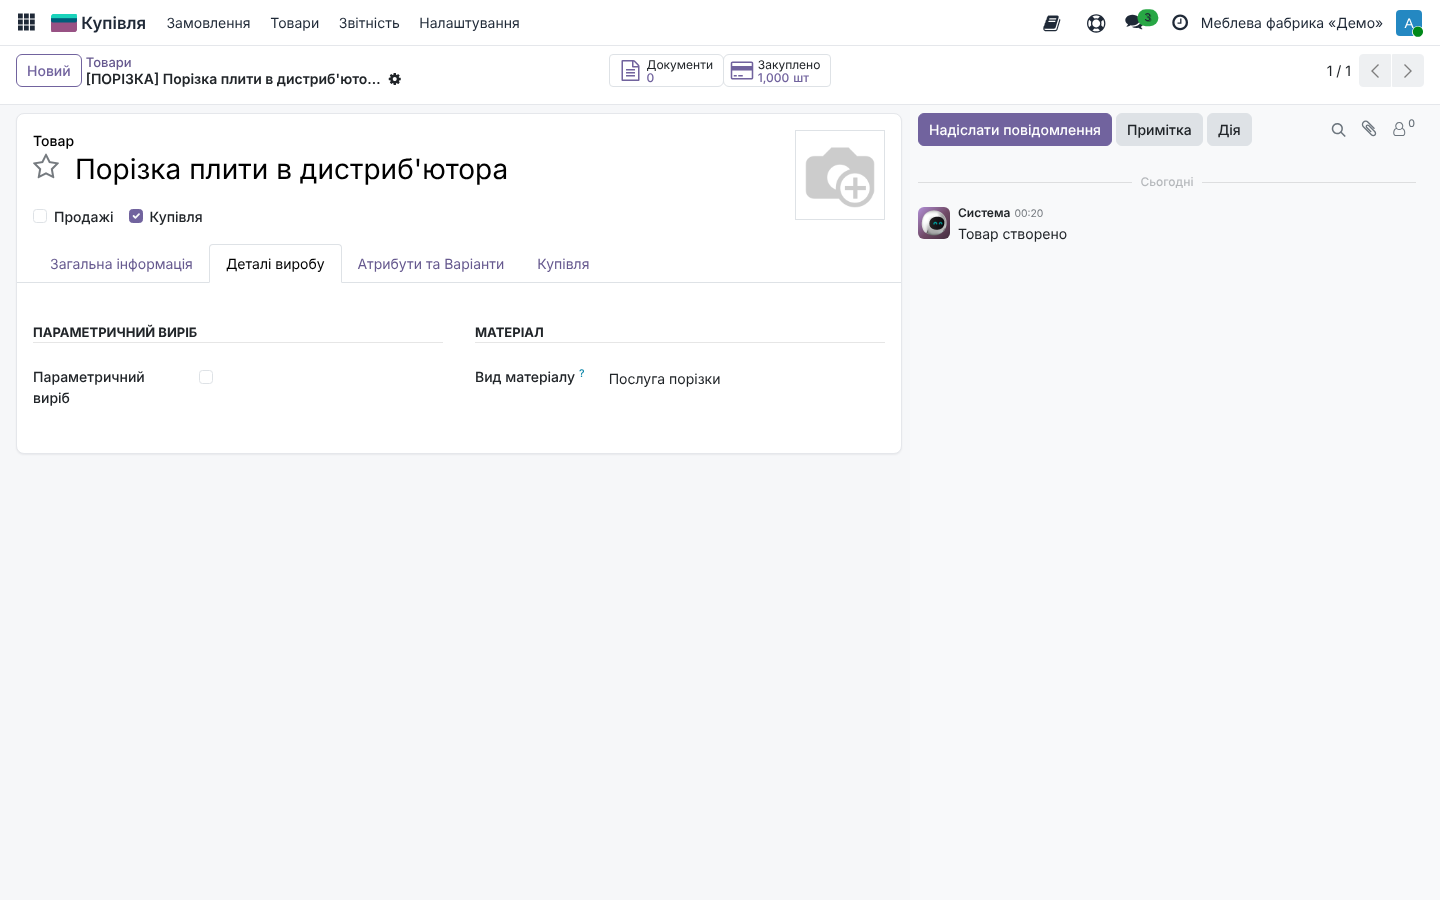 Купівля
Замовлення
Товари
Звітність
Налаштування
3
Меблева фабрика «Демо»
A
Новий
Товари
[ПОРІЗКА] Порізка плити в дистриб'юто...
Документи
0
Закуплено
1,000 шт
1 / 1
Товар
Порізка плити в дистриб'ютора
Продажі
Купівля
Надіслати повідомлення
Примітка
Дія
0
Сьогодні
Система 00:20
Товар створено
Загальна інформація
Деталі виробу
Атрибути та Варіанти
Купівля
ПАРАМЕТРИЧНИЙ ВИРІБ
Параметричний
виріб
МАТЕРІАЛ
Вид матеріалу ?
Послуга порізки